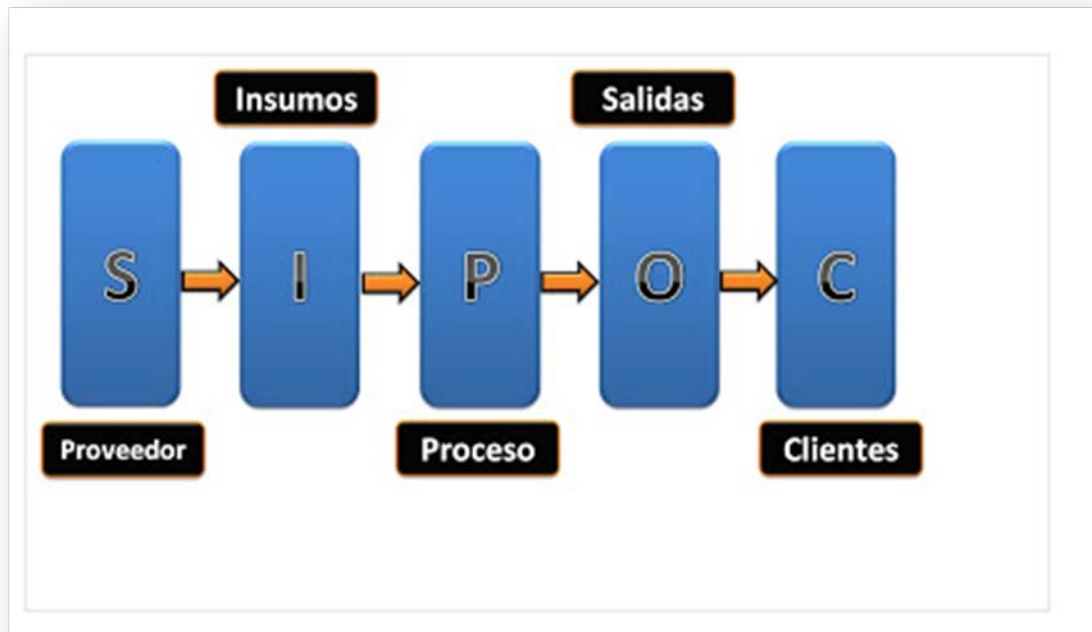 Insumos
Salidas
S
I
P
O
C
Proveedor
Proceso
Clientes